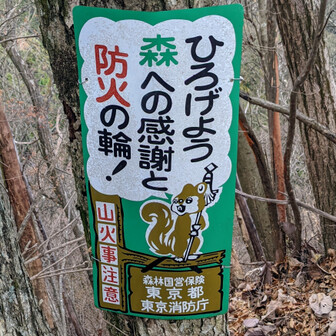 ひろげよう
森への感謝と
防火の輪!
山火事注意
森林国営保険
東京都
東京消防庁